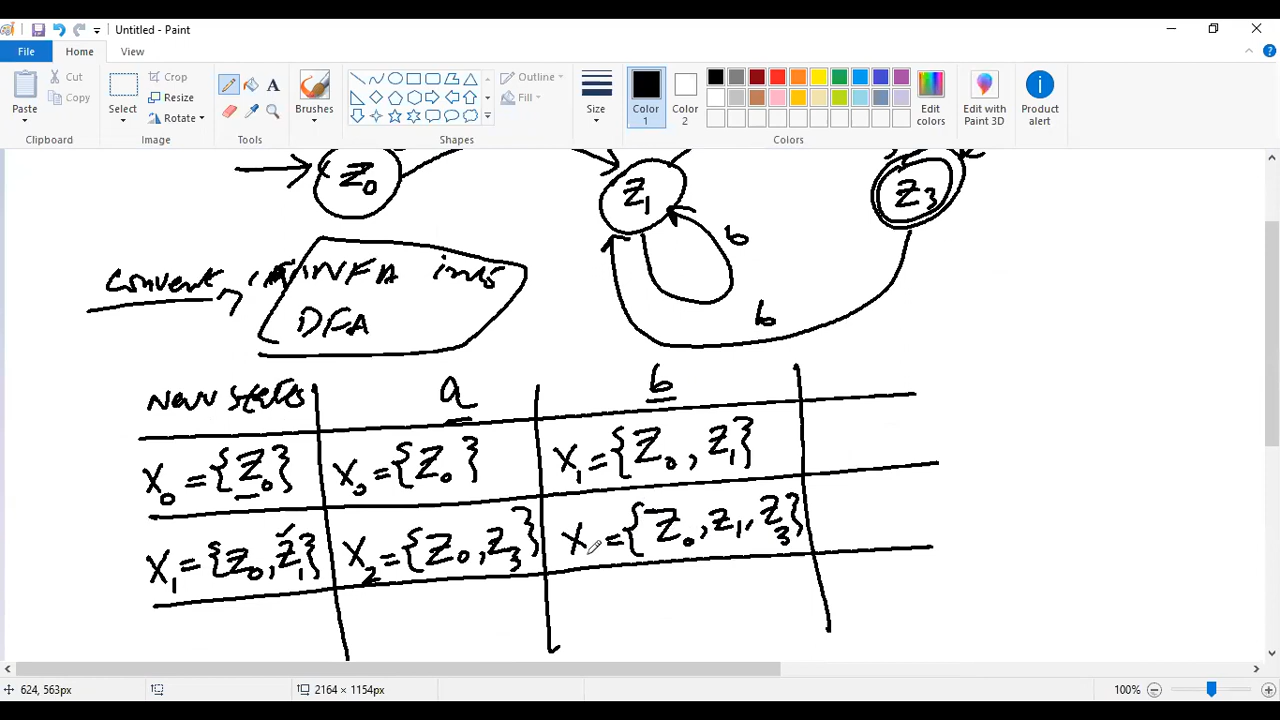 Untitled - Paint
File Home View
Paste Cut Copy Clipboard
Select Crop Resize Rotate Image
Tools
Brushes
Outline Fill Shapes
Size
Color 1 Color 2
Edit colors
Colors
Edit with Paint 3D
Product alert
Z0 Z1 Z3
b
b
Convert, NFA into
DFA
New States a b
X0 = {Z0} X0 = {Z0} X1 = {Z0, Z1}
X1 = {Z0, Z1} X2 = {Z0, Z3} X = {Z0, Z1, Z3}
624, 563px 2164 × 1154px 100%